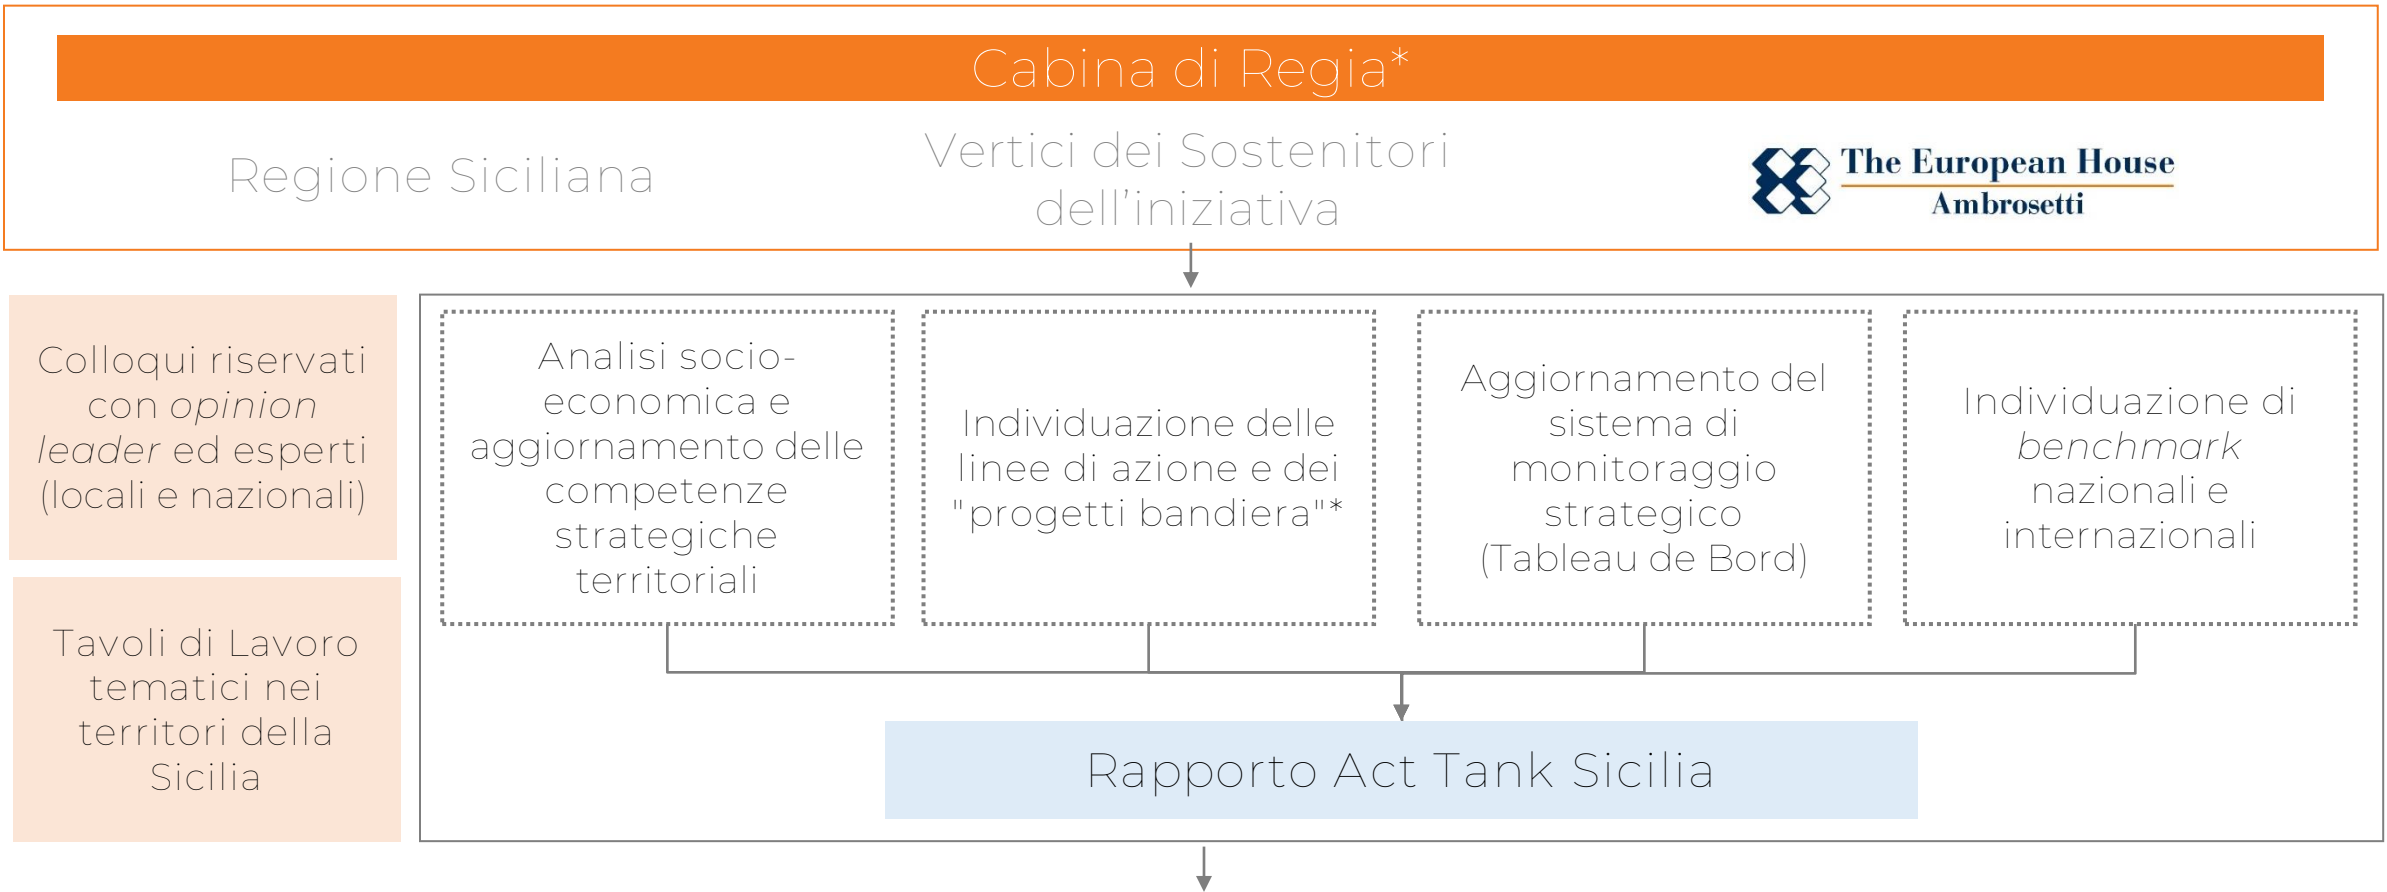 Cabina di Regia*
Regione Siciliana
Vertici dei Sostenitori
dell'iniziativa
The European House
Ambrosetti
Colloqui riservati
con opinion
leader ed esperti
(locali e nazionali)
Tavoli di Lavoro
tematici nei
territori della
Sicilia
Analisi socio-
economica e
aggiornamento delle
competenze
strategiche
territoriali
Individuazione delle
linee di azione e dei
"progetti bandiera"*
Aggiornamento del
sistema di
monitoraggio
strategico
(Tableau de Bord)
Individuazione di
benchmark
nazionali e
internazionali
Rapporto Act Tank Sicilia